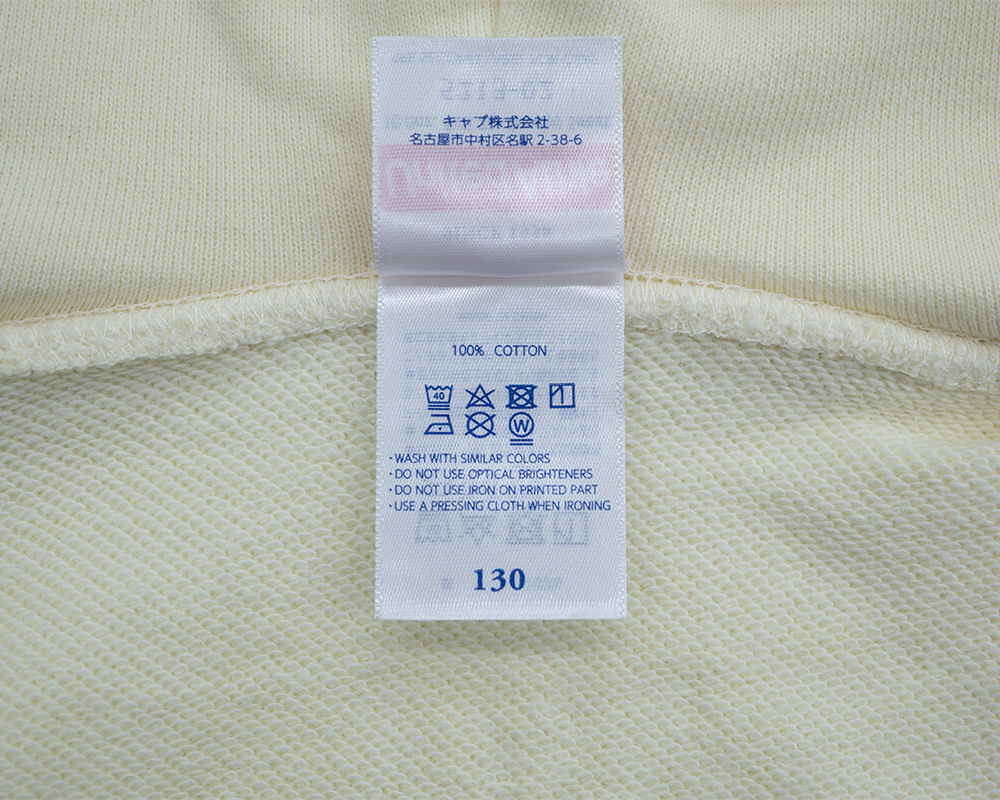 キャブ株式会社
名古屋市中村区名駅 2-38-6
100% COTTON
40
W
・WASH WITH SIMILAR COLORS
・DO NOT USE OPTICAL BRIGHTENERS
・DO NOT USE IRON ON PRINTED PART
・USE A PRESSING CLOTH WHEN IRONING
130